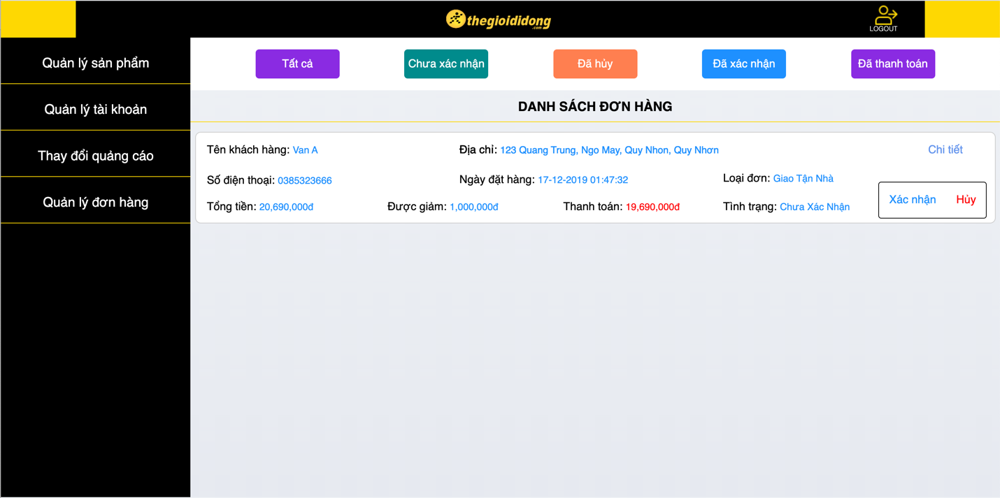 thegioididong
.com
LOGOUT
Quản lý sản phẩm
Quản lý tài khoản
Thay đổi quảng cáo
Quản lý đơn hàng
Tất cả
Chưa xác nhận
Đã hủy
Đã xác nhận
Đã thanh toán
DANH SÁCH ĐƠN HÀNG
Tên khách hàng: Van A
Địa chỉ: 123 Quang Trung, Ngo May, Quy Nhon, Quy Nhơn
Chi tiết
Số điện thoại: 0385323666
Ngày đặt hàng: 17-12-2019 01:47:32
Loại đơn: Giao Tận Nhà
Tổng tiền: 20,690,000đ
Được giảm: 1,000,000đ
Thanh toán: 19,690,000đ
Tình trạng: Chưa Xác Nhận
Xác nhận
Hủy